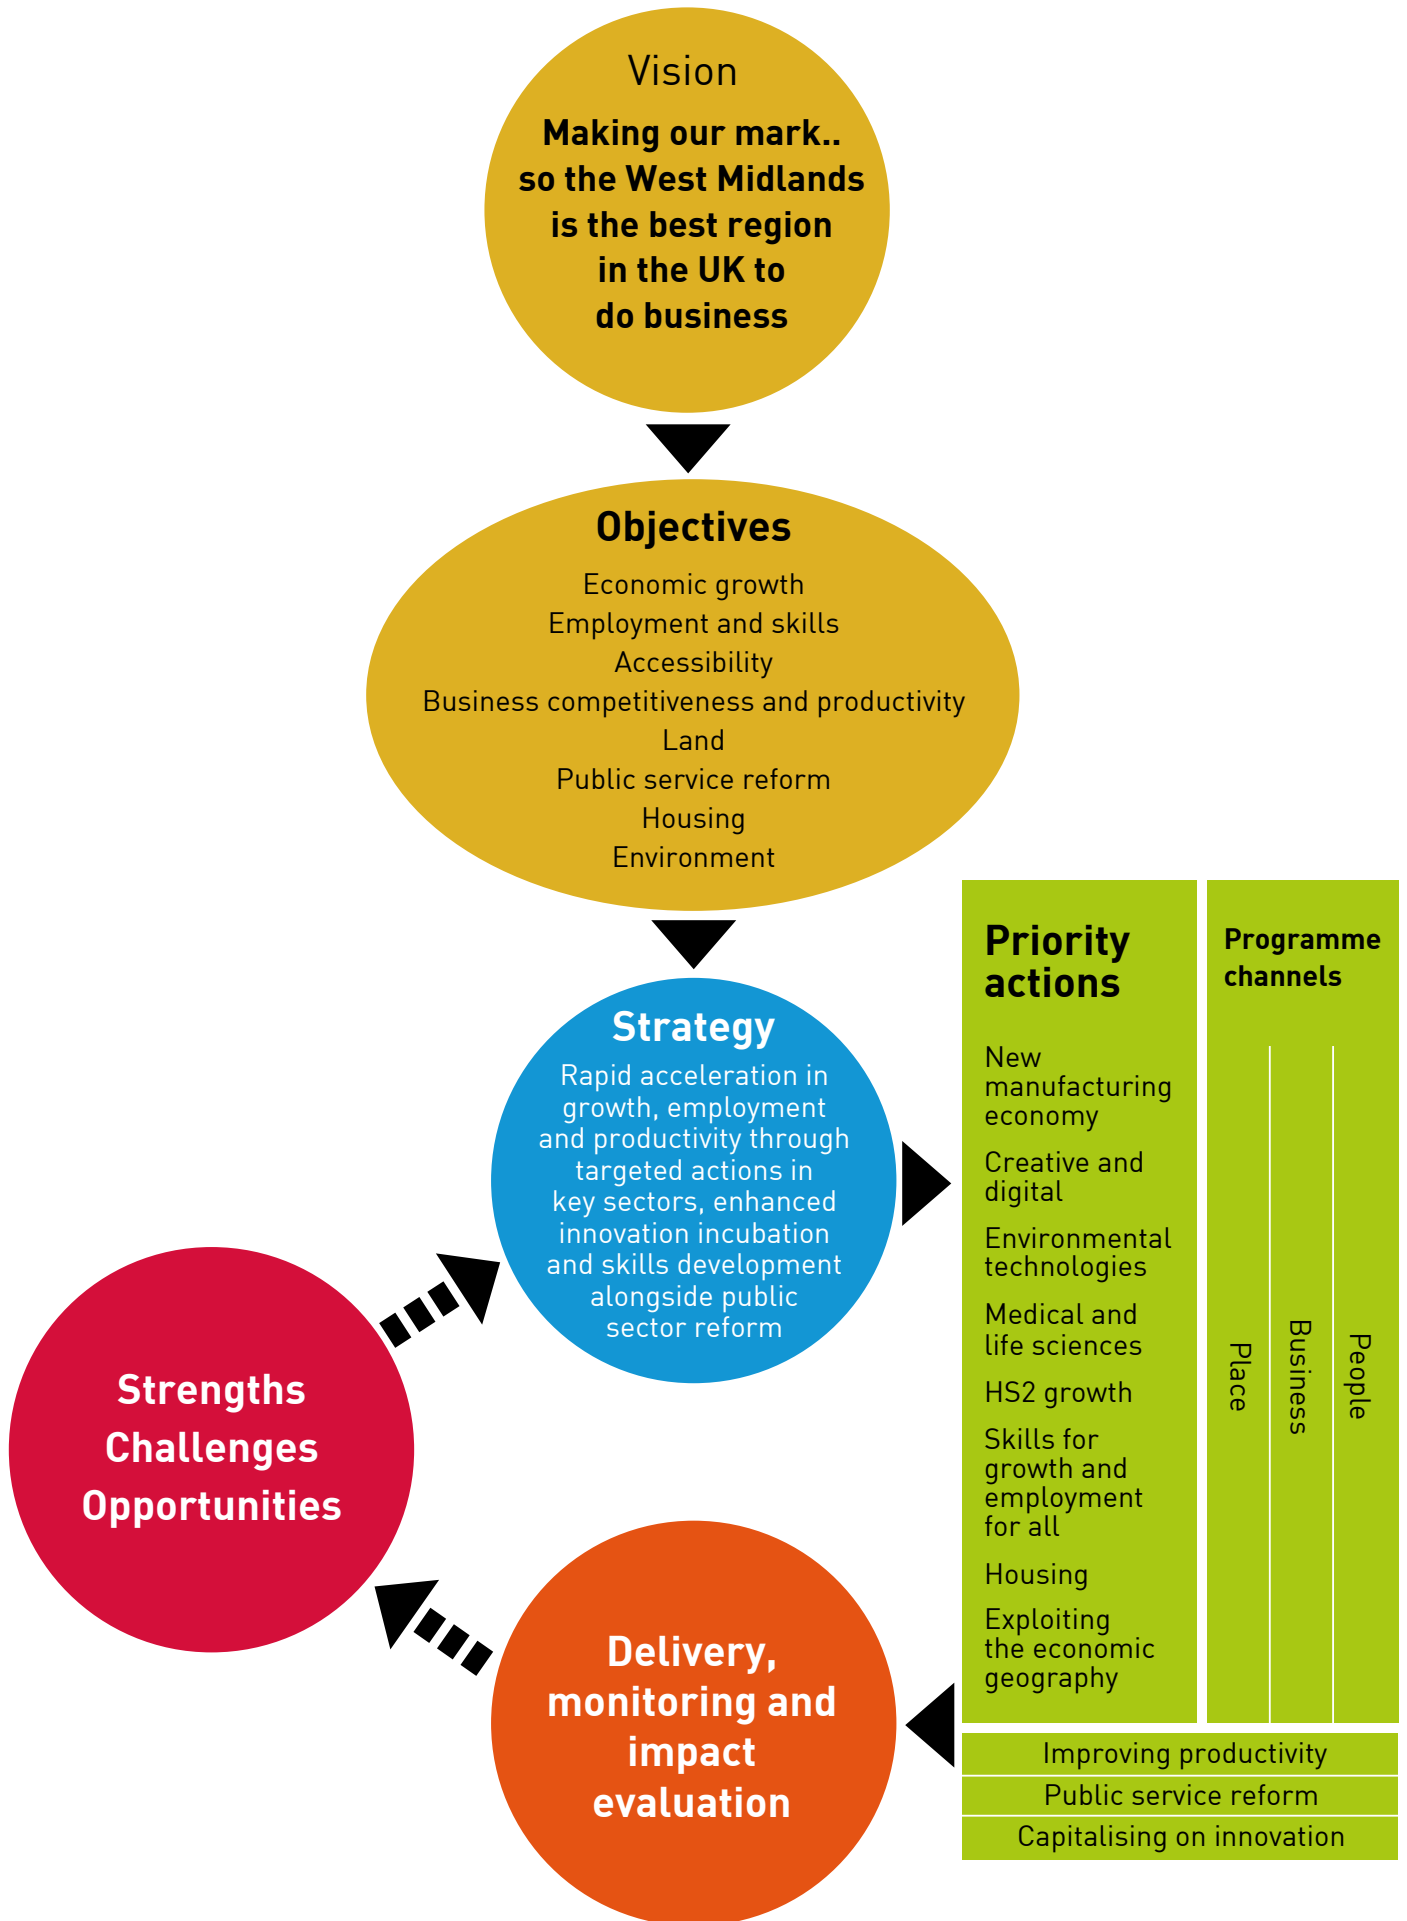 Vision
Making our mark..
so the West Midlands
is the best region
in the UK to
do business
Objectives
Economic growth
Employment and skills
Accessibility
Business competitiveness and productivity
Land
Public service reform
Housing
Environment
Strategy
Rapid acceleration in
growth, employment
and productivity through
targeted actions in
key sectors, enhanced
innovation incubation
and skills development
alongside public
sector reform
Priority
actions
New
manufacturing
economy
Creative and
digital
Environmental
technologies
Medical and
life sciences
HS2 growth
Skills for
growth and
employment
for all
Housing
Exploiting
the economic
geography
Programme
channels
Place
Business
People
Improving productivity
Public service reform
Capitalising on innovation
Delivery,
monitoring and
impact
evaluation
Strengths
Challenges
Opportunities